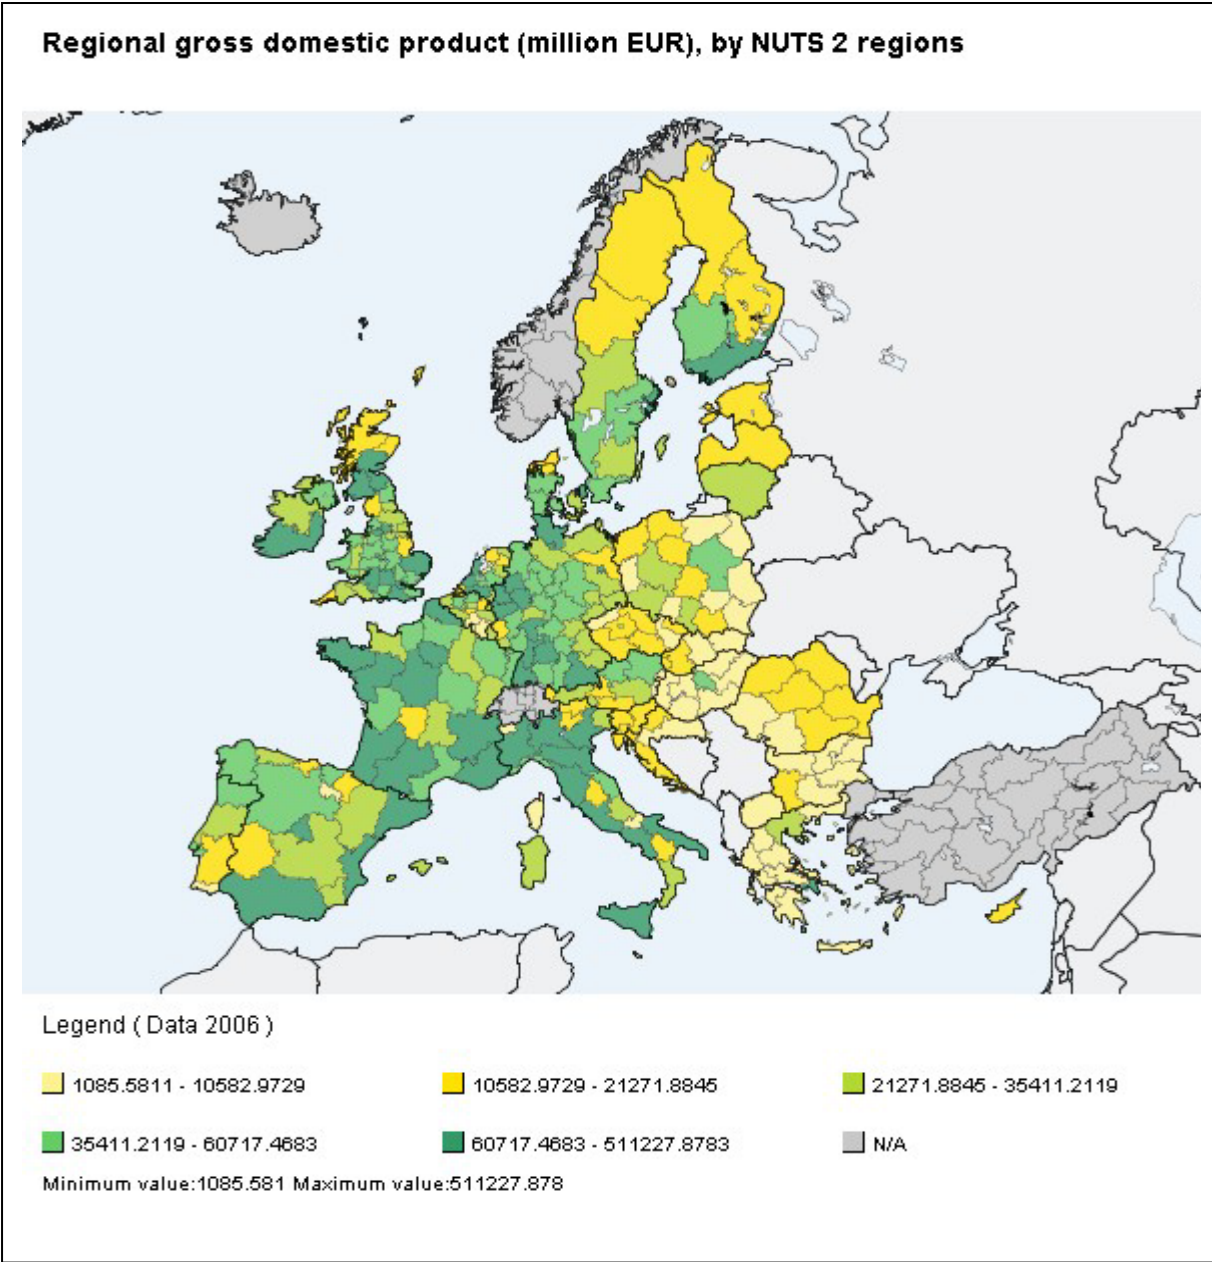 Regional gross domestic product (million EUR), by NUTS 2 regions
Legend ( Data 2006 )
1085.5811 - 10582.9729
10582.9729 - 21271.8845
21271.8845 - 35411.2119
35411.2119 - 60717.4683
60717.4683 - 511227.8783
N/A
Minimum value:1085.581 Maximum value:511227.878